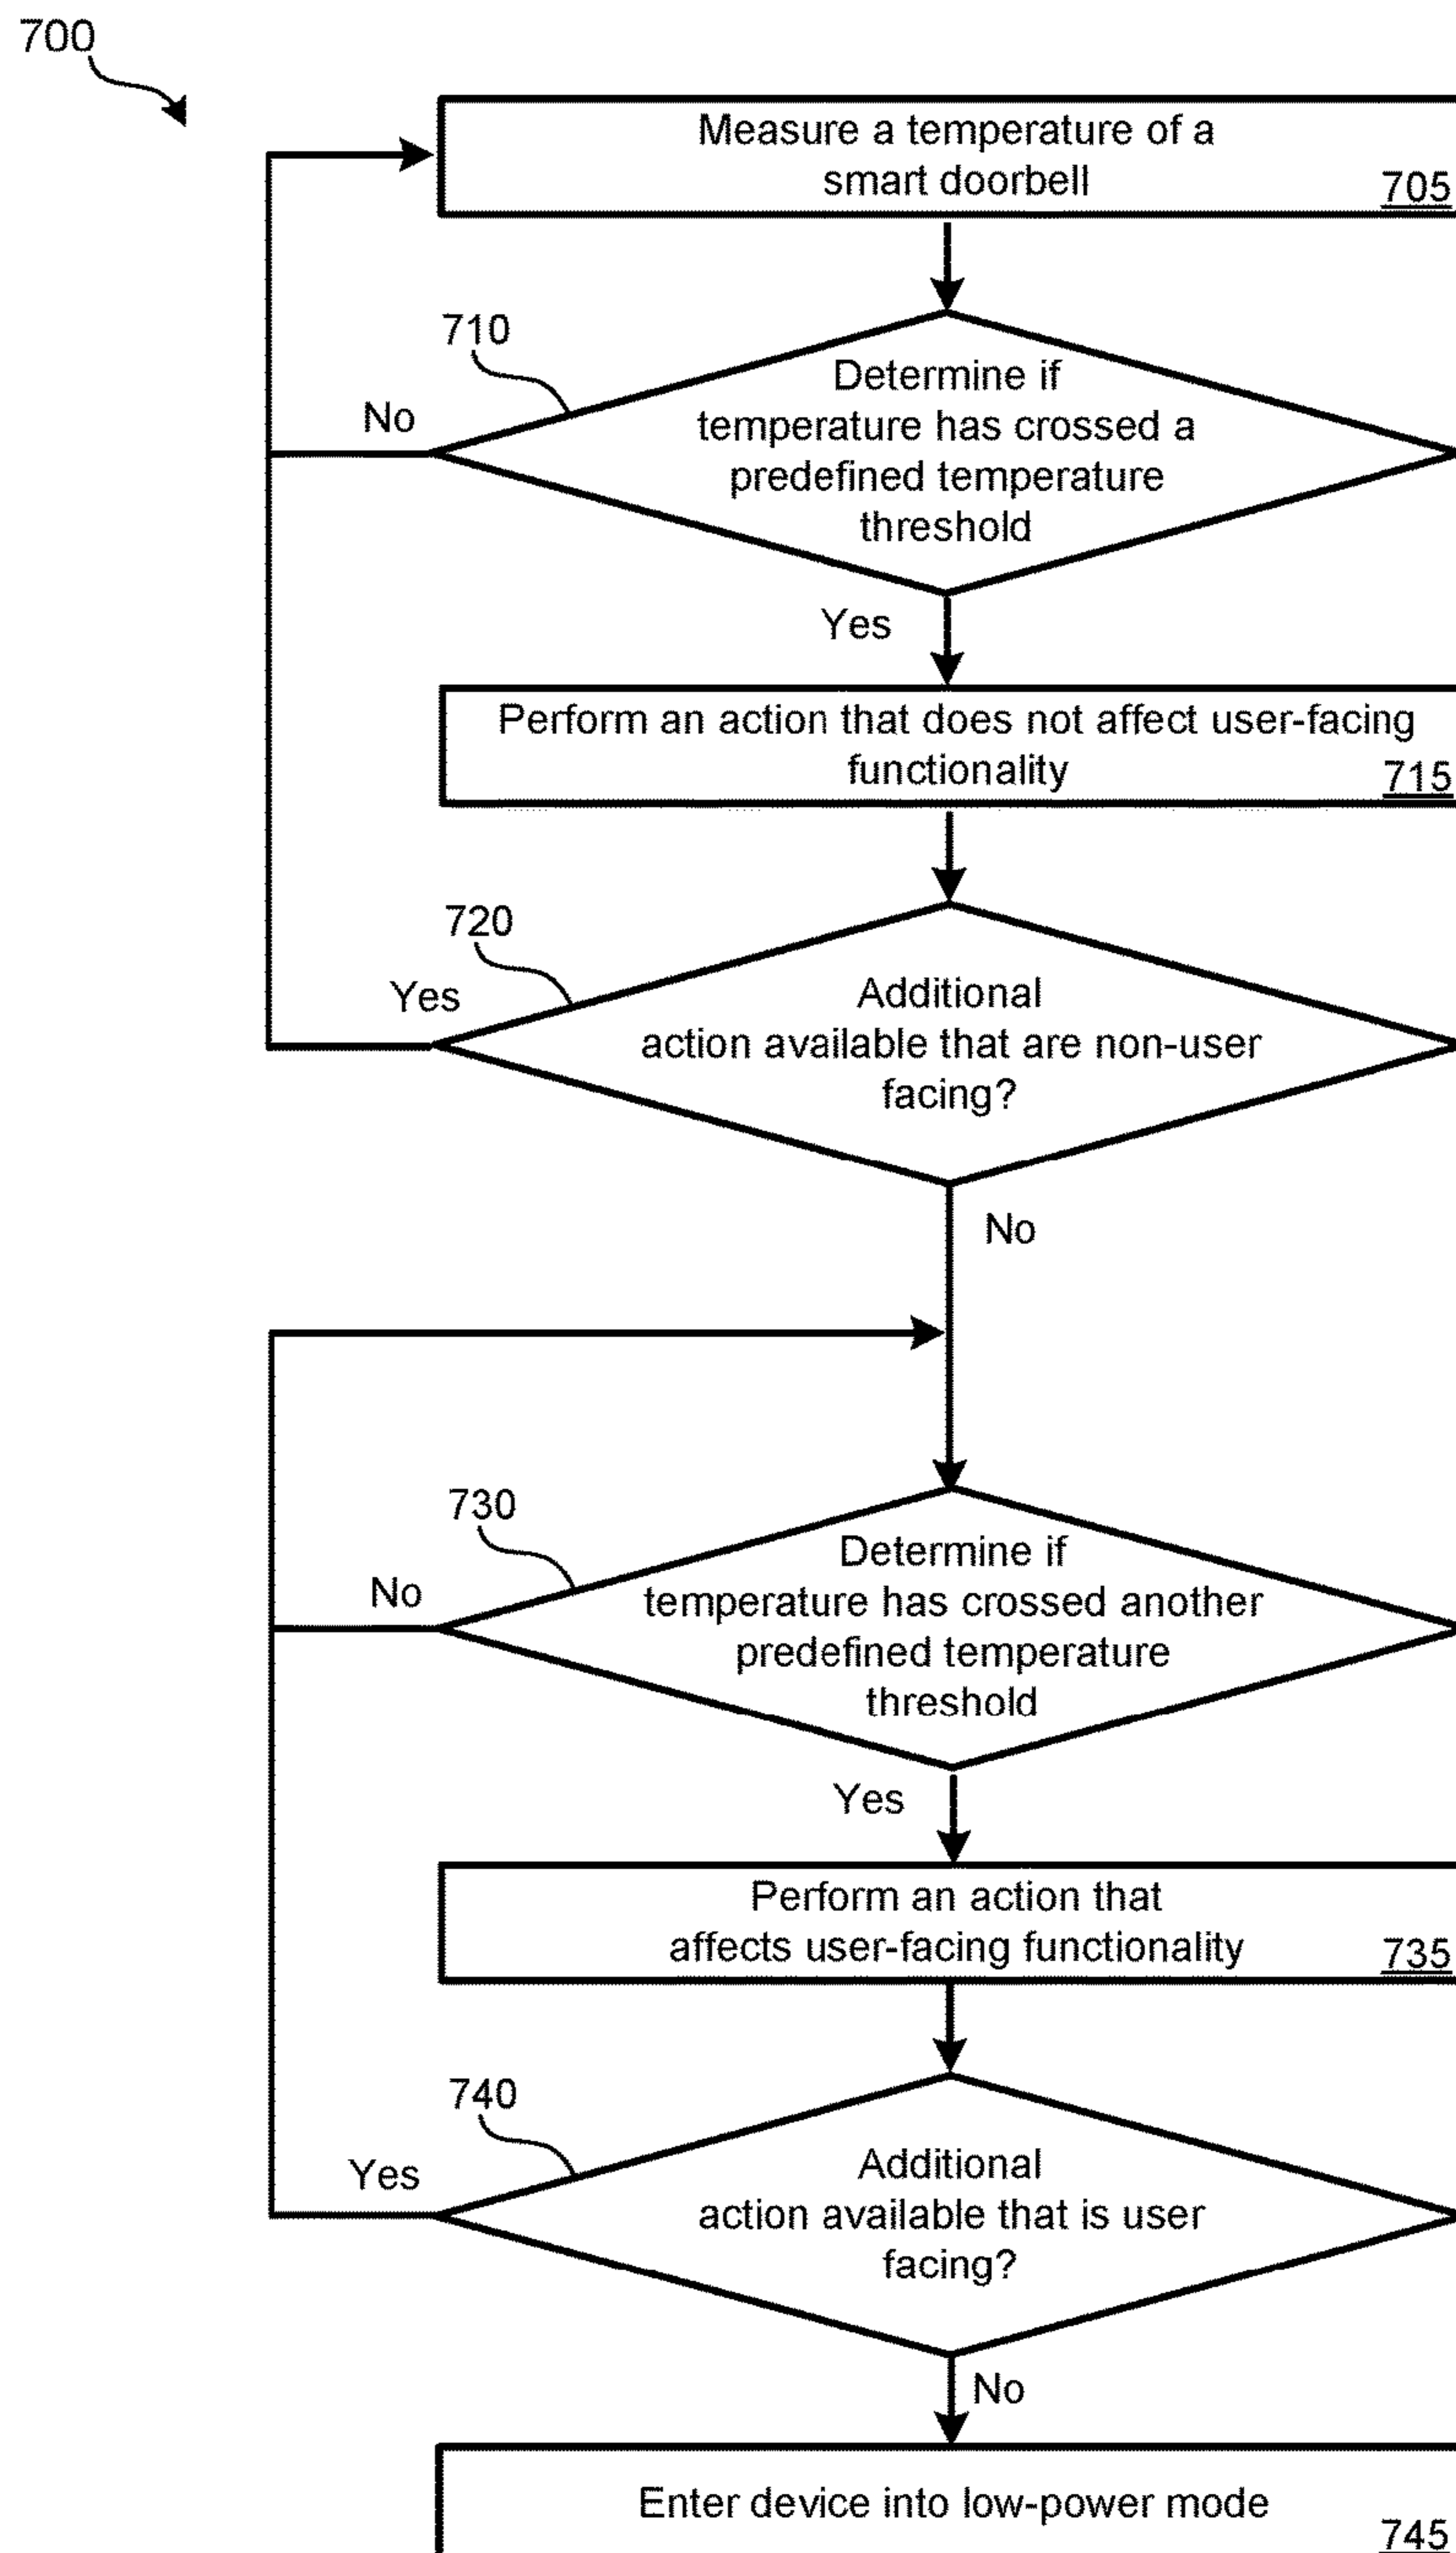 700
Measure a temperature of a
smart doorbell
705
710
Determine if
temperature has crossed a
predefined temperature
threshold
No
Yes
Perform an action that does not affect user-facing
functionality
715
720
Additional
action available that are non-user
facing?
Yes
No
730
Determine if
temperature has crossed another
predefined temperature
threshold
No
Yes
Perform an action that
affects user-facing functionality
735
740
Additional
action available that is user
facing?
Yes
No
Enter device into low-power mode
745